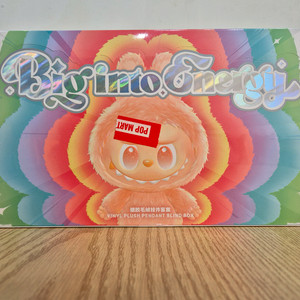 Big into Energy
POP MART
VINYL PLUSH PENDANT BLIND BOX